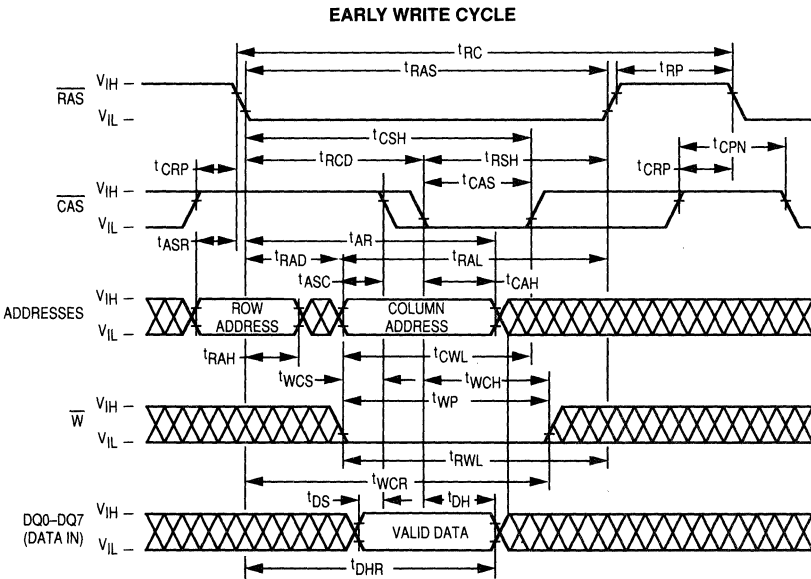 EARLY WRITE CYCLE
tRC
tRAS
tRP
RAS
VIH
VIL
tCSH
tCPN
tRCD
tRSH
tCRP
tCAS
tCRP
CAS
VIH
VIL
tASR
tAR
tRAD
tRAL
tASC
tCAH
ADDRESSES
VIH
VIL
ROW
ADDRESS
COLUMN
ADDRESS
tRAH
tCWL
tWCS
tWCH
tWP
W
VIH
VIL
tRWL
tWCR
tDS
tDH
DQ0–DQ7
(DATA IN)
VIH
VIL
VALID DATA
tDHR